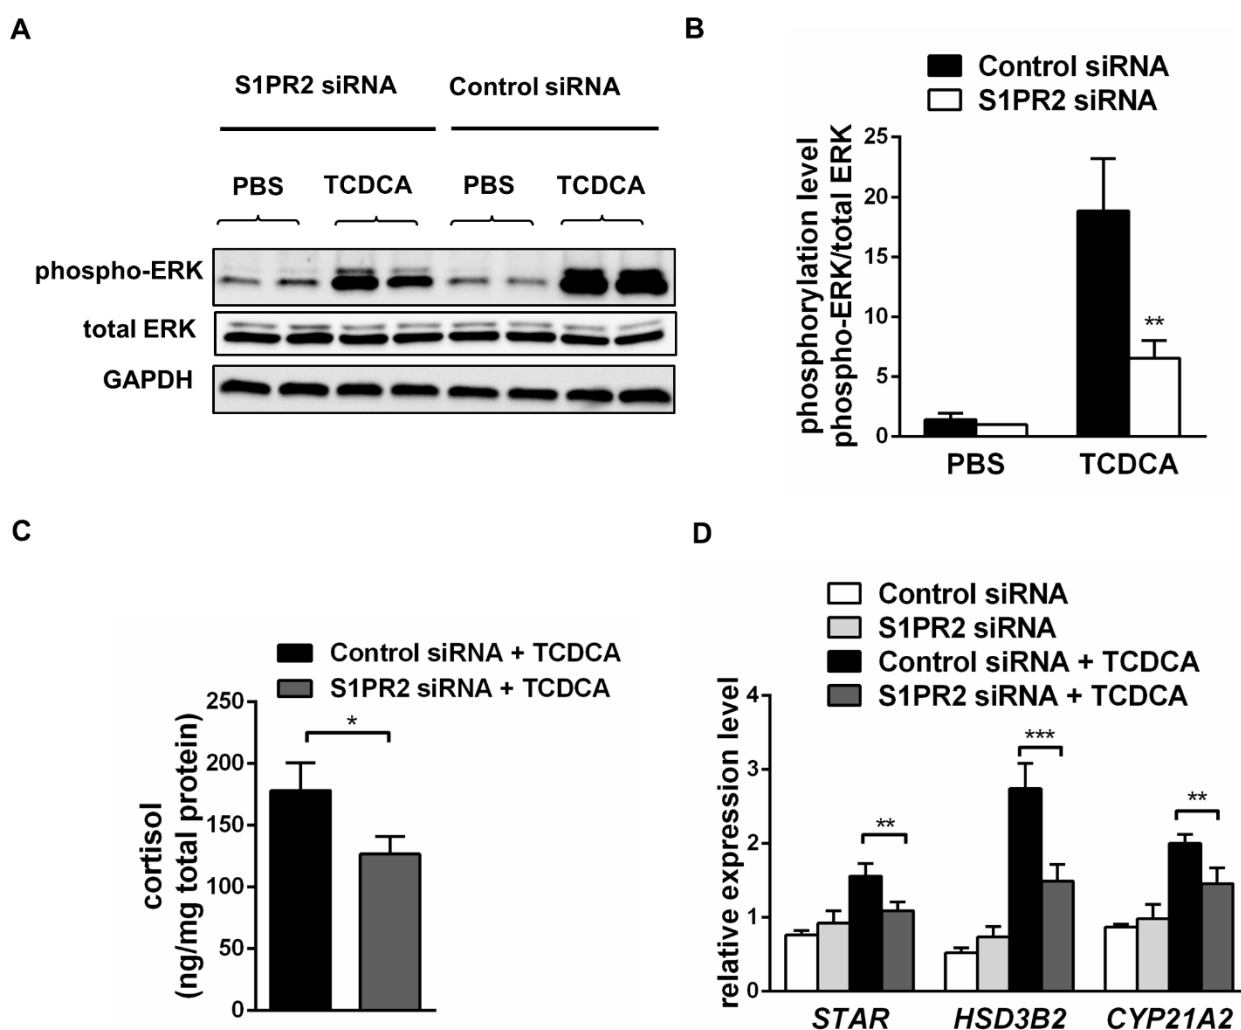 A
S1PR2 siRNA Control siRNA
PBS TCDCA PBS TCDCA
phospho-ERK
total ERK
GAPDH
B
Control siRNA
S1PR2 siRNA
phosphorylation level
phospho-ERK/total ERK
25
20
15
10
5
0
**
PBS TCDCA
C
Control siRNA + TCDCA
S1PR2 siRNA + TCDCA
cortisol
(ng/mg total protein)
250
200
150
100
50
0
*
D
Control siRNA
S1PR2 siRNA
Control siRNA + TCDCA
S1PR2 siRNA + TCDCA
relative expression level
4
3
2
1
0
** *** **
STAR HSD3B2 CYP21A2